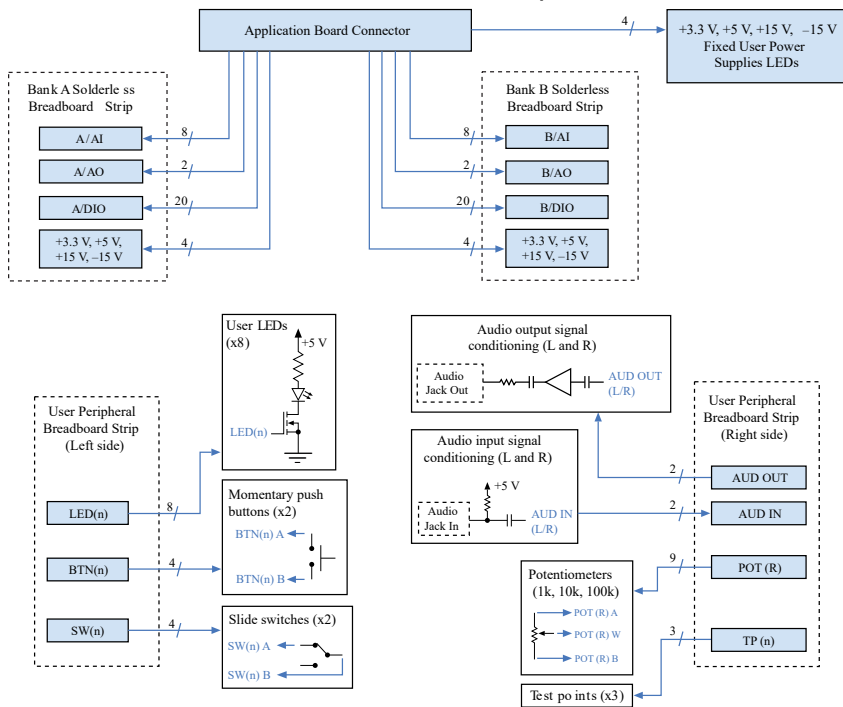 Application Board Connector
4
+3.3 V, +5 V, +15 V, –15 V
Fixed User Power
Supplies LEDs
Bank A Solderle ss
Breadboard Strip
A/AI
8
A/AO
2
A/DIO
20
+3.3 V, +5 V,
+15 V, –15 V
4
Bank B Solderless
Breadboard Strip
8
B/AI
2
B/AO
20
B/DIO
4
+3.3 V, +5 V,
+15 V, –15 V
User Peripheral
Breadboard Strip
(Left side)
LED(n)
8
BTN(n)
4
SW(n)
4
User LEDs
(x8)
+5 V
LED(n)
Momentary push
buttons (x2)
BTN(n) A
BTN(n) B
Slide switches (x2)
SW(n) A
SW(n) B
Audio output signal
conditioning (L and R)
Audio
Jack Out
AUD OUT
(L/R)
Audio input signal
conditioning (L and R)
+5 V
Audio
Jack In
AUD IN
(L/R)
Potentiometers
(1k, 10k, 100k)
POT (R) A
POT (R) W
POT (R) B
Test po ints (x3)
User Peripheral
Breadboard Strip
(Right side)
2
AUD OUT
2
AUD IN
9
POT (R)
3
TP (n)